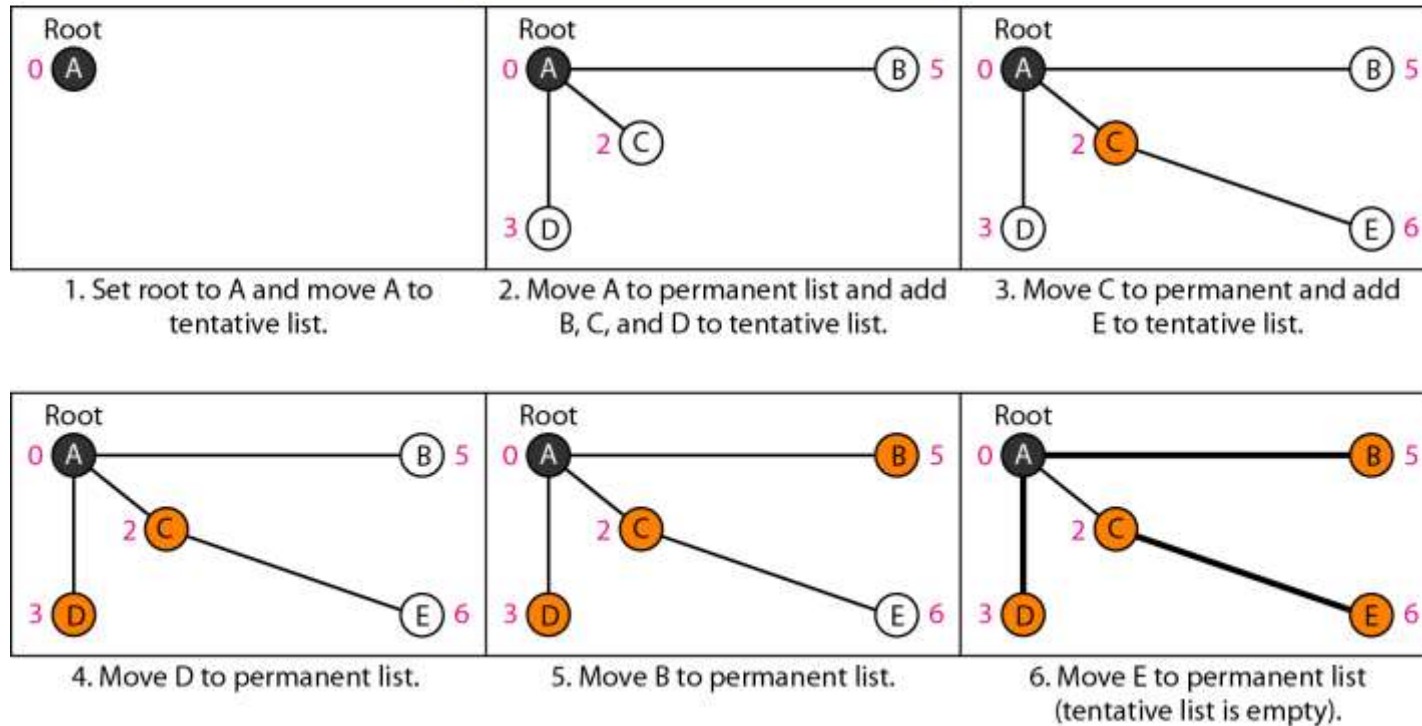 Root
0 A
Root
0 A B 5
2 C
3 D
Root
0 A B 5
2 C
3 D E 6
1. Set root to A and move A to
tentative list.
2. Move A to permanent list and add
B, C, and D to tentative list.
3. Move C to permanent and add
E to tentative list.
Root
0 A B 5
2 C
3 D E 6
Root
0 A B 5
2 C
3 D E 6
Root
0 A B 5
2 C
3 D E 6
4. Move D to permanent list.
5. Move B to permanent list.
6. Move E to permanent list
(tentative list is empty).